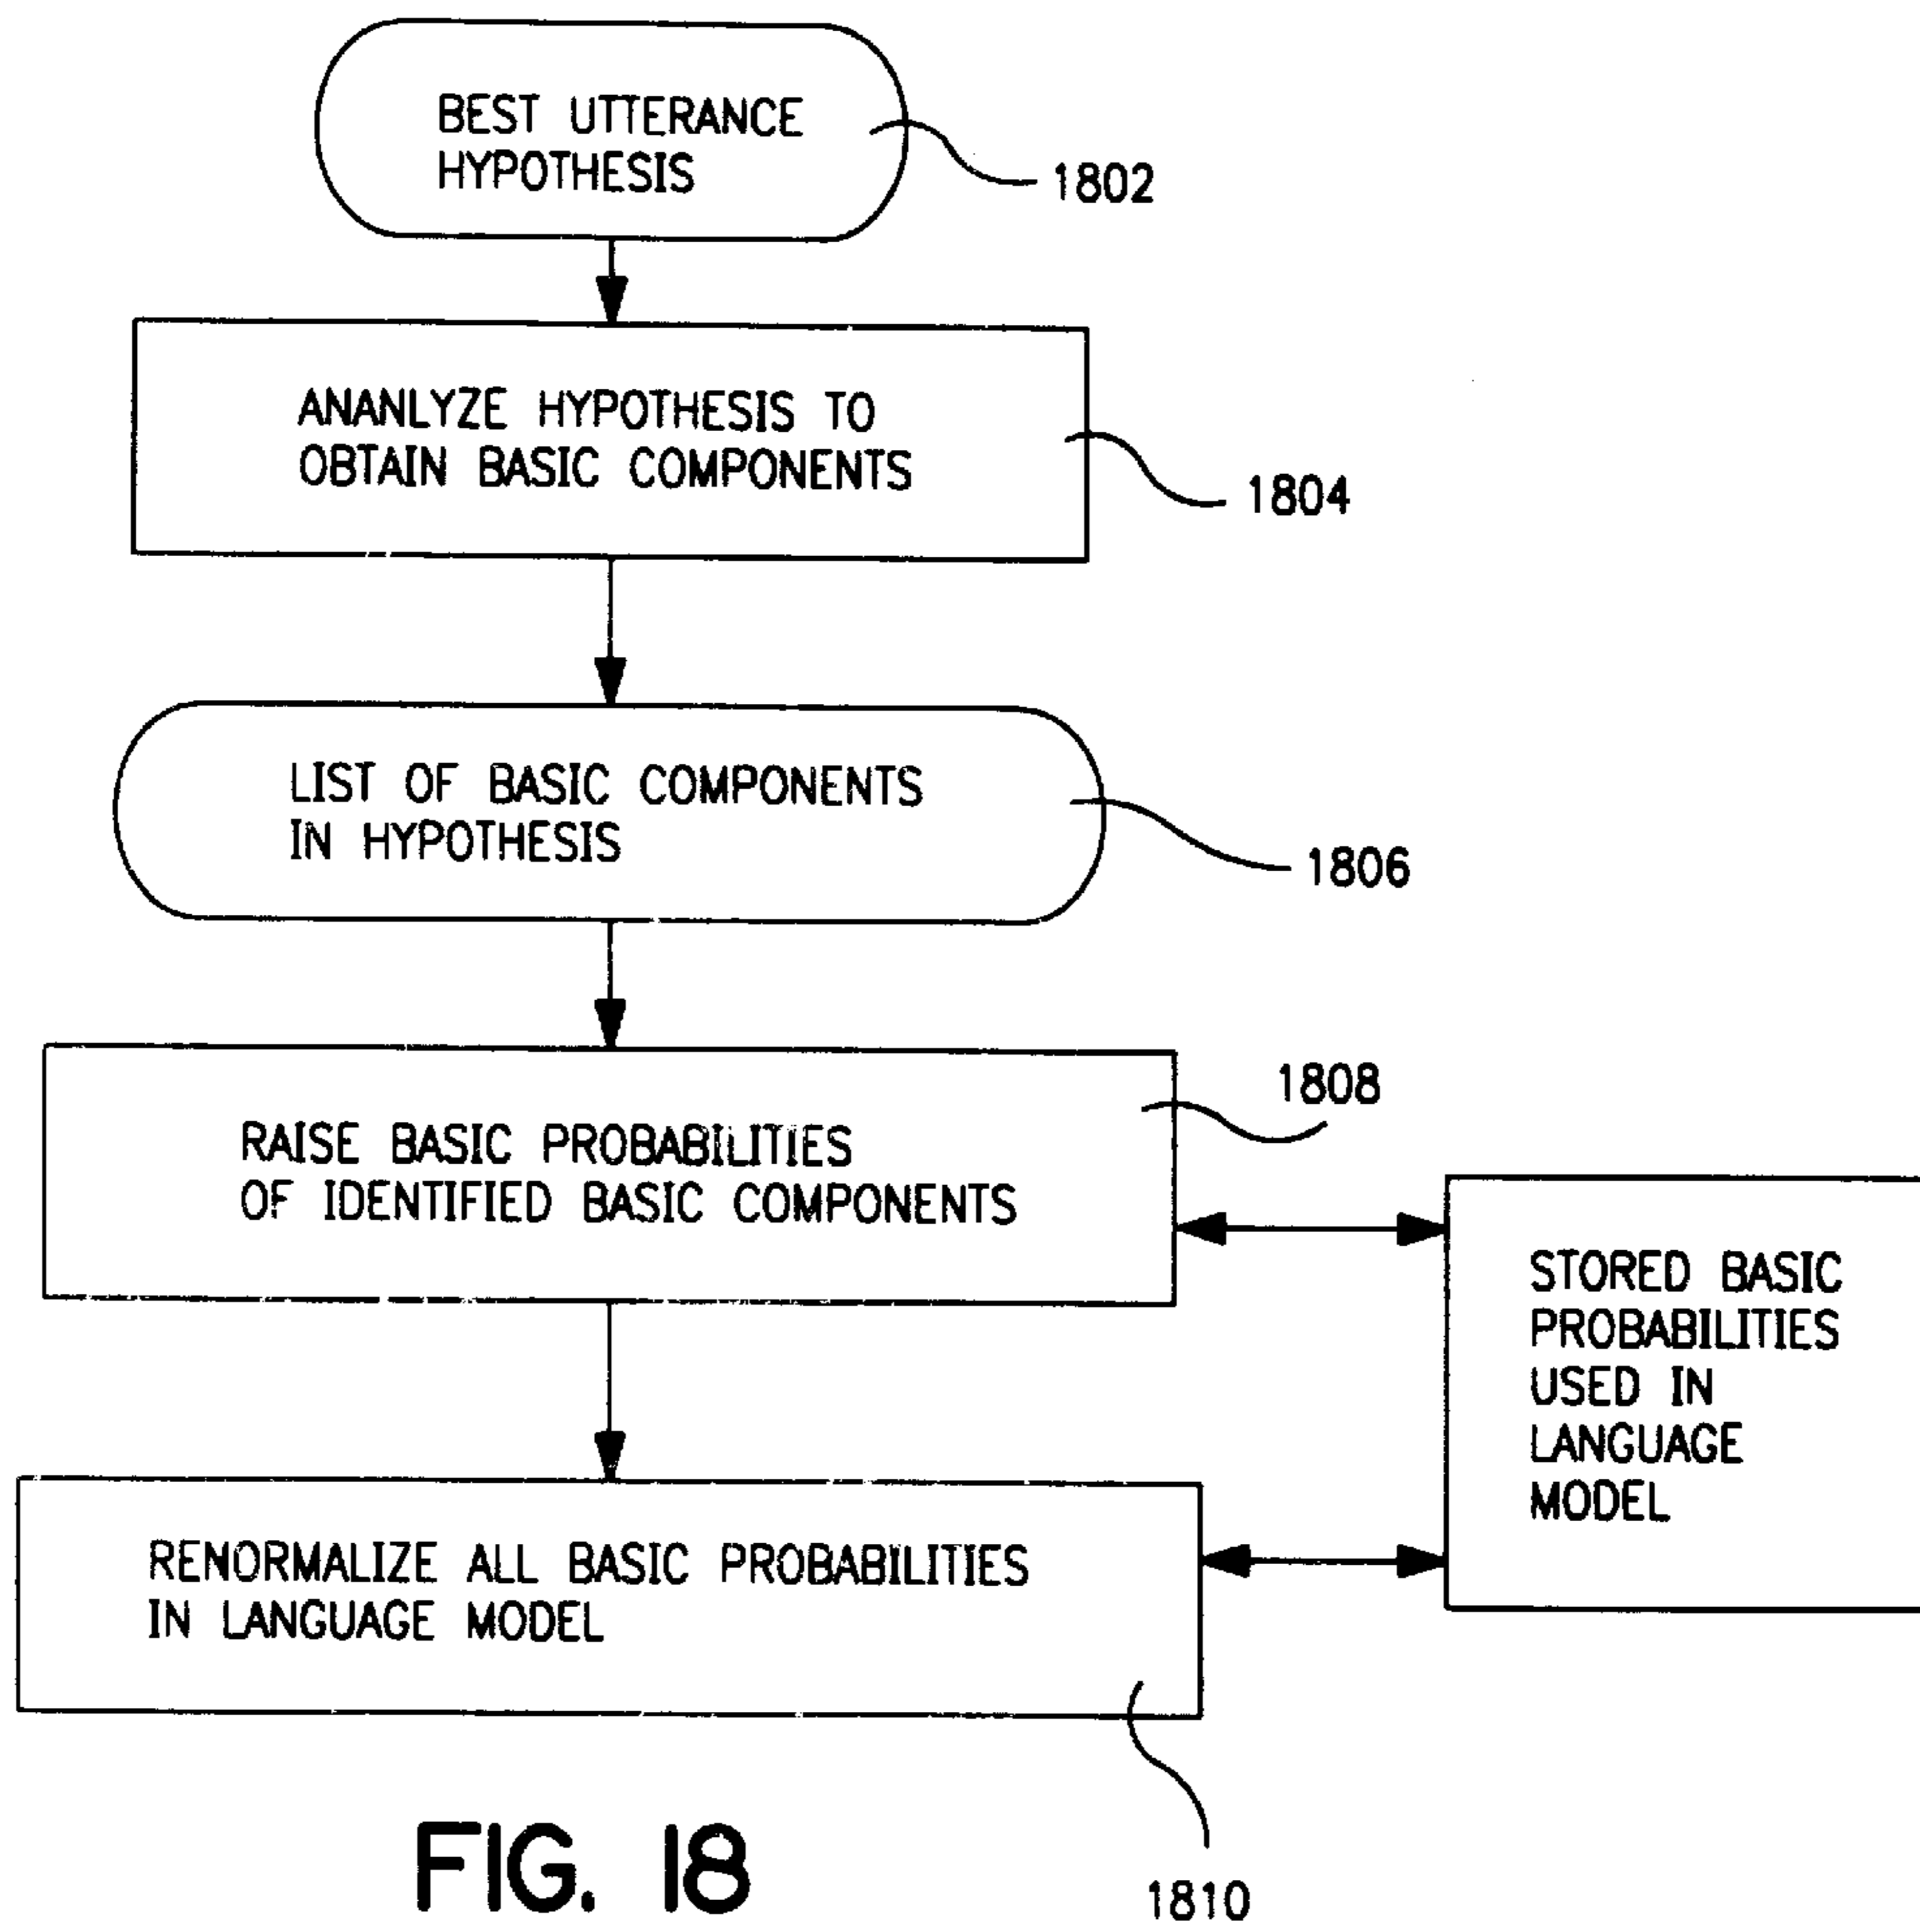 BEST UTTERANCE
HYPOTHESIS
1802
ANANLYZE HYPOTHESIS TO
OBTAIN BASIC COMPONENTS
1804
LIST OF BASIC COMPONENTS
IN HYPOTHESIS
1806
1808
RAISE BASIC PROBABILITIES
OF IDENTIFIED BASIC COMPONENTS
STORED BASIC
PROBABILITIES
USED IN
LANGUAGE
MODEL
RENORMALIZE ALL BASIC PROBABILITIES
IN LANGUAGE MODEL
1810
FIG. 18